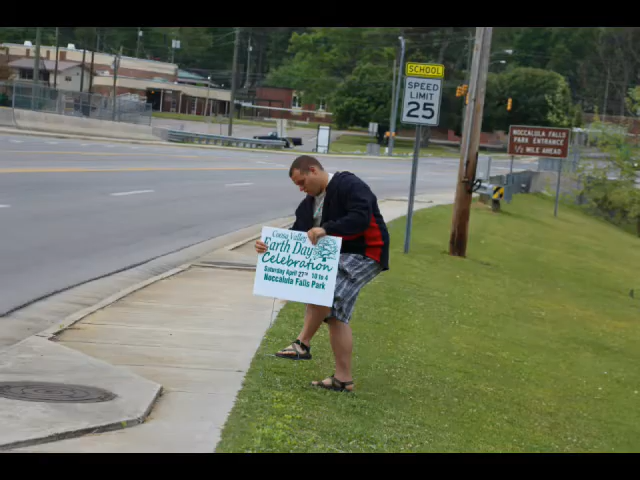 SCHOOL
SPEED
LIMIT
25
NOCCALULA FALLS
PARK ENTRANCE
1/2 MILE AHEAD
Coosa Valley
Earth Day
Celebration
Saturday April 27th 10 to 4
Noccalula Falls Park